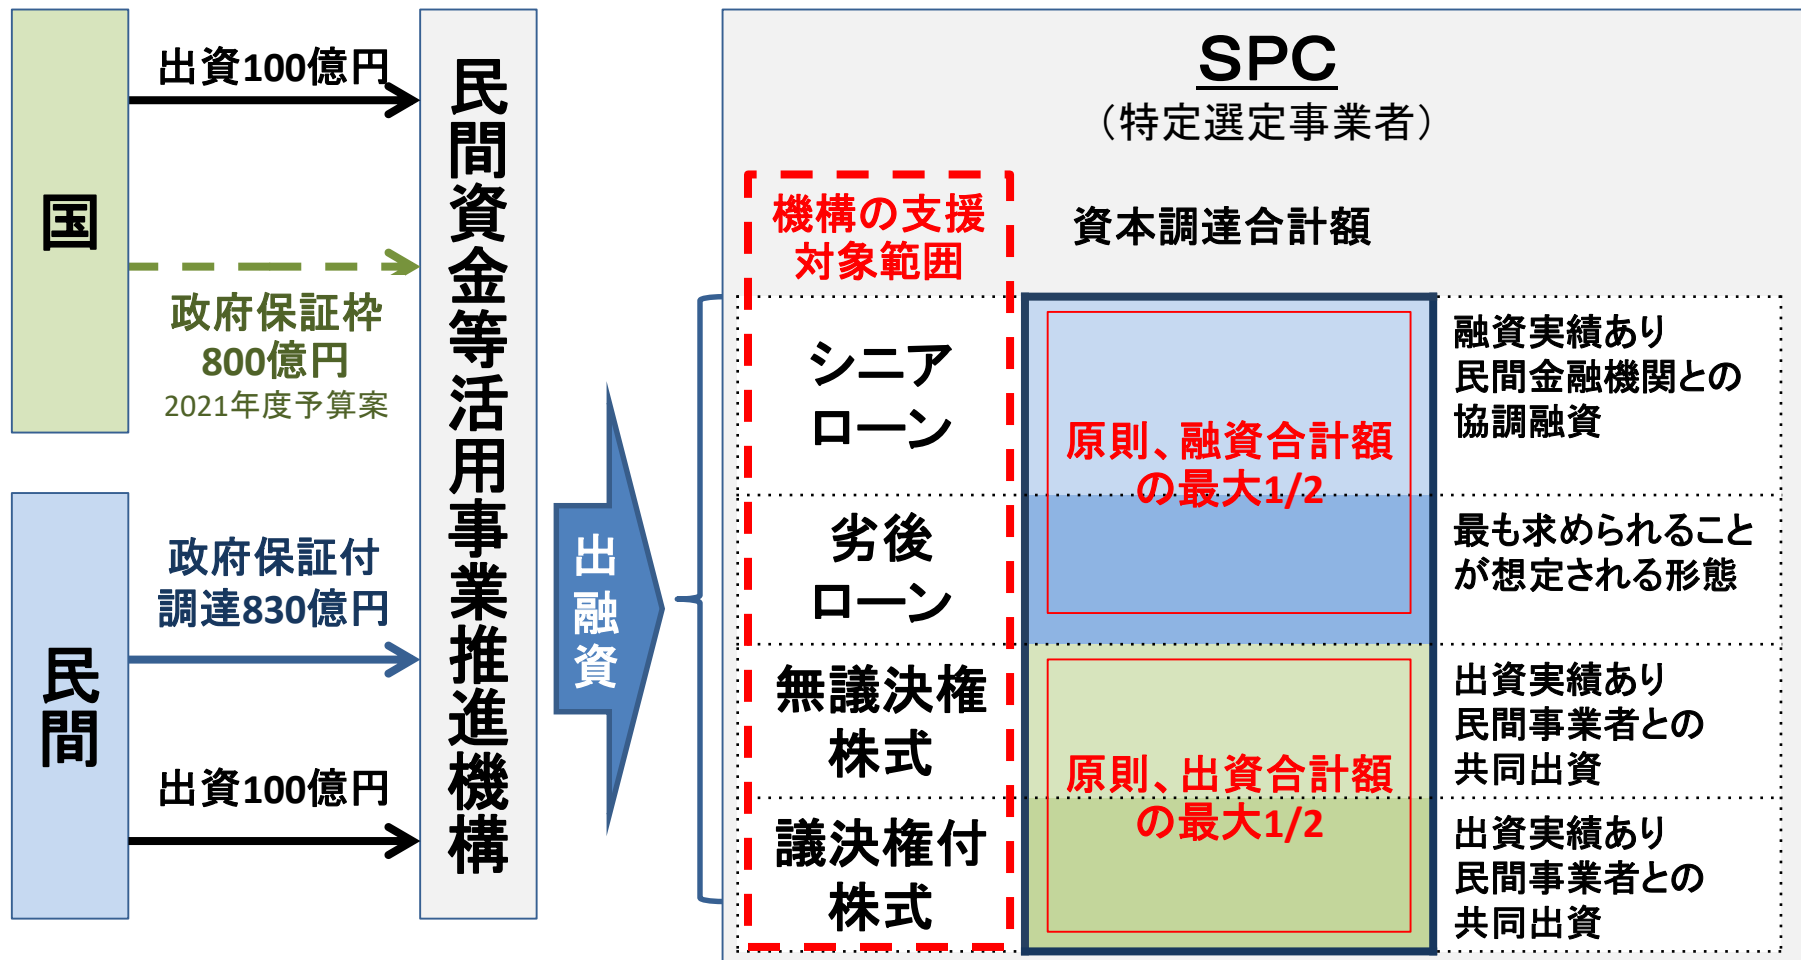 国
民間
出資100億円
政府保証枠
800億円
2021年度予算案
政府保証付
調達830億円
出資100億円
民間資金等活用事業推進機構
出融資
SPC
（特定選定事業者）
機構の支援
対象範囲
資本調達合計額
シニア
ローン
原則、融資合計額
の最大1/2
融資実績あり
民間金融機関との
協調融資
劣後
ローン
最も求められること
が想定される形態
無議決権
株式
原則、出資合計額
の最大1/2
出資実績あり
民間事業者との
共同出資
議決権付
株式
出資実績あり
民間事業者との
共同出資